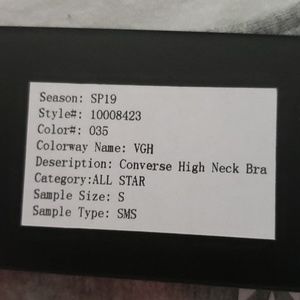 Season: SP19
Style#: 10008423
Color#: 035
Colorway Name: VGH
Deseription: Converse High Neck Bra
Category:ALL STAR
Sample Size: S
Sample Type: SMS